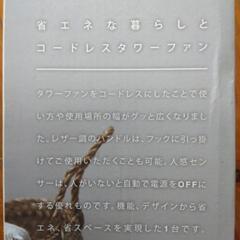 省エネな暮らしと
コードレスタワーファン
タワーファンをコードレスにしたことで使
い方や使用場所の幅がグッと広くなりまし
た。レザー調のハンドルは、フックに引っ掛
けてご使用いただくことも可能。人感セン
サーは、人がいないと自動で電源をOFFに
する優れものです。機能、デザインから省
エネ、省スペースを実現した1台です。